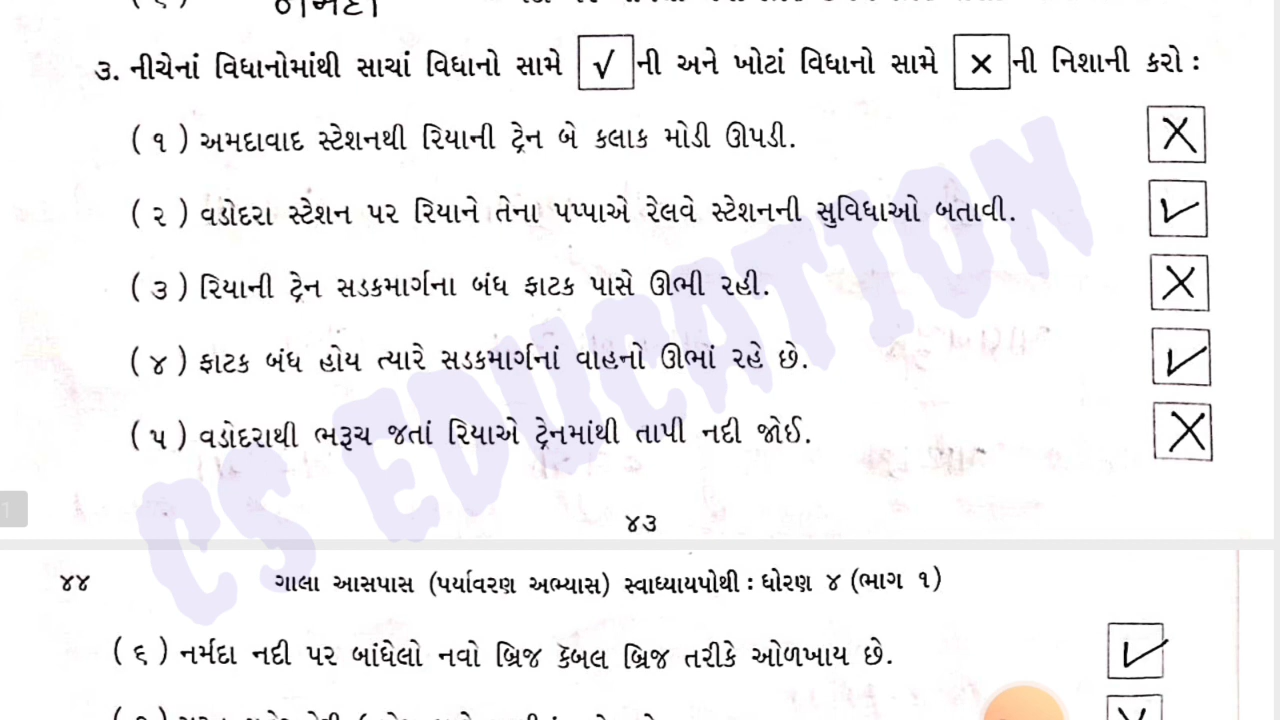 ૩. નીચેનાં વિધાનોમાંથી સાચાં વિધાનો સામે √ ની અને ખોટાં વિધાનો સામે × ની નિશાની કરો :
( ૧ ) અમદાવાદ સ્ટેશનથી રિયાની ટ્રેન બે કલાક મોડી ઊપડી. ×
( ૨ ) વડોદરા સ્ટેશન પર રિયાને તેના પપ્પાએ રેલવે સ્ટેશનની સુવિધાઓ બતાવી. ✓
( ૩ ) રિયાની ટ્રેન સડકમાર્ગના બંધ ફાટક પાસે ઊભી રહી. ×
( ૪ ) ફાટક બંધ હોય ત્યારે સડકમાર્ગનાં વાહનો ઊભાં રહે છે. ✓
( ૫ ) વડોદરાથી ભરૂચ જતાં રિયાએ ટ્રેનમાંથી તાપી નદી જોઈ. ×
CS EDUCATION
1
૪૩
૪૪ ગાલા આસપાસ (પર્યાવરણ અભ્યાસ) સ્વાધ્યાયપોથી : ધોરણ ૪ (ભાગ ૧)
( ૬ ) નર્મદા નદી પર બાંધેલો નવો બ્રિજ કેબલ બ્રિજ તરીકે ઓળખાય છે. ✓